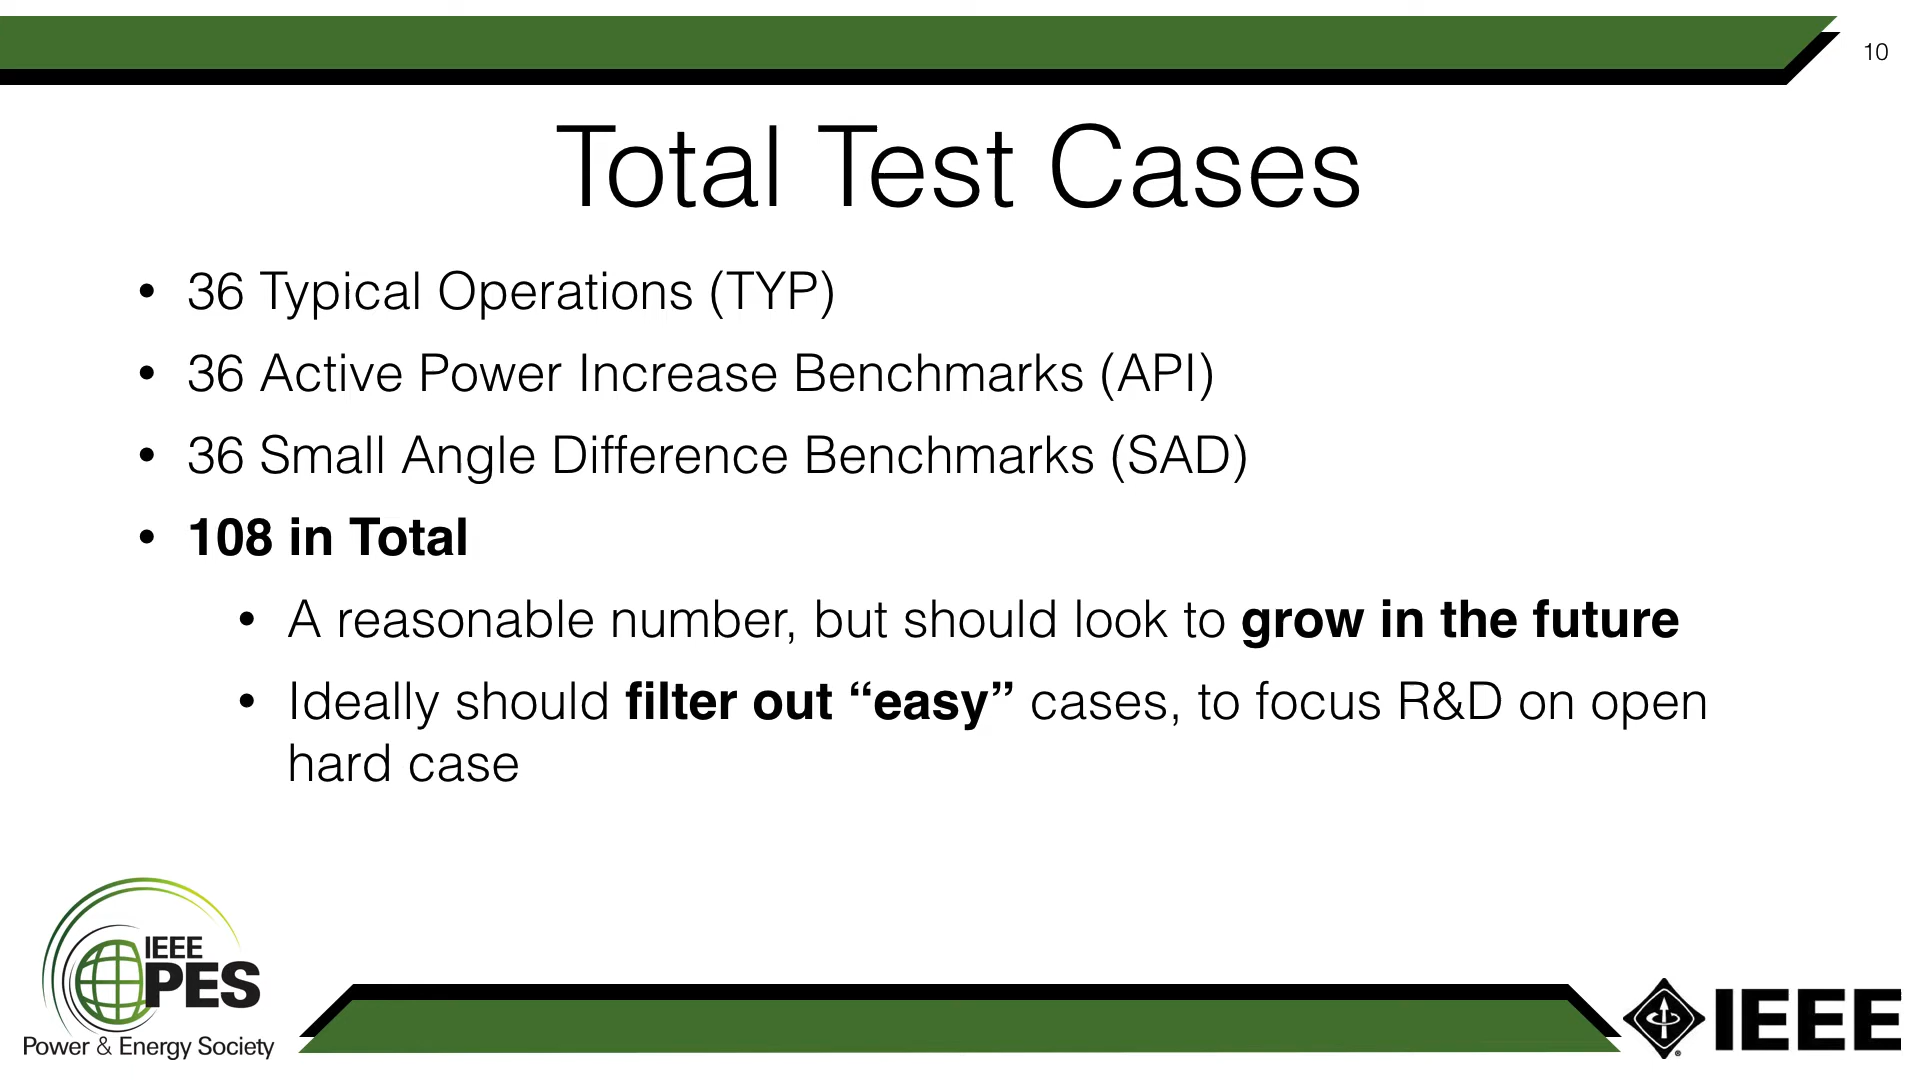 10
Total Test Cases
• 36 Typical Operations (TYP)
• 36 Active Power Increase Benchmarks (API)
• 36 Small Angle Difference Benchmarks (SAD)
• 108 in Total
• A reasonable number, but should look to grow in the future
• Ideally should filter out “easy” cases, to focus R&D on open
hard case
IEEE
PES
Power & Energy Society
IEEE